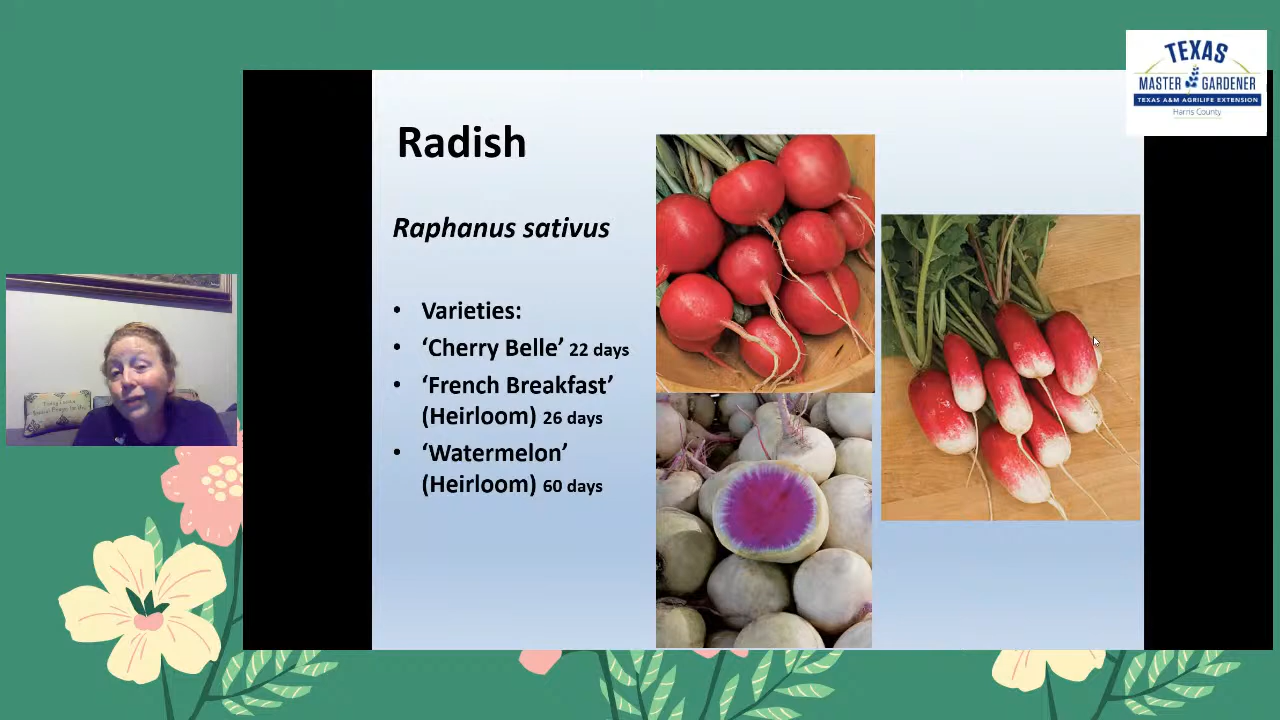 TEXAS
MASTER GARDENER
TEXAS A&M AGRILIFE EXTENSION
Harris County
Radish
Raphanus sativus
• Varieties:
• ‘Cherry Belle’ 22 days
• ‘French Breakfast’
(Heirloom) 26 days
• ‘Watermelon’
(Heirloom) 60 days